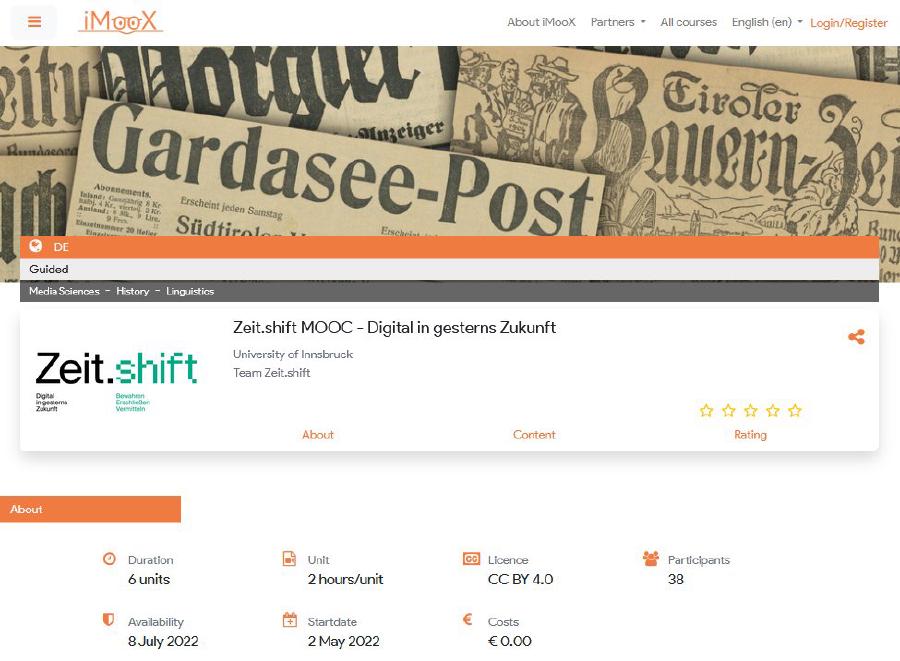 iMooX
About iMooX Partners All courses English (en) Login/Register
Anzeiger
Gardasee-Post
Tiroler
Bauern-Zei
Abonnements.
Erscheint jeden Samstag
DE
Guided
Media Sciences - History - Linguistics
Zeit.shift MOOC - Digital in gesterns Zukunft
University of Innsbruck
Team Zeit.shift
Zeit.shift
Digital
in gesterns
Zukunft
Bewahren
Erschließen
Vermitteln
About Content Rating
About
Duration
6 units
Unit
2 hours/unit
Licence
CC BY 4.0
Participants
38
Availability
8 July 2022
Startdate
2 May 2022
Costs
€ 0.00